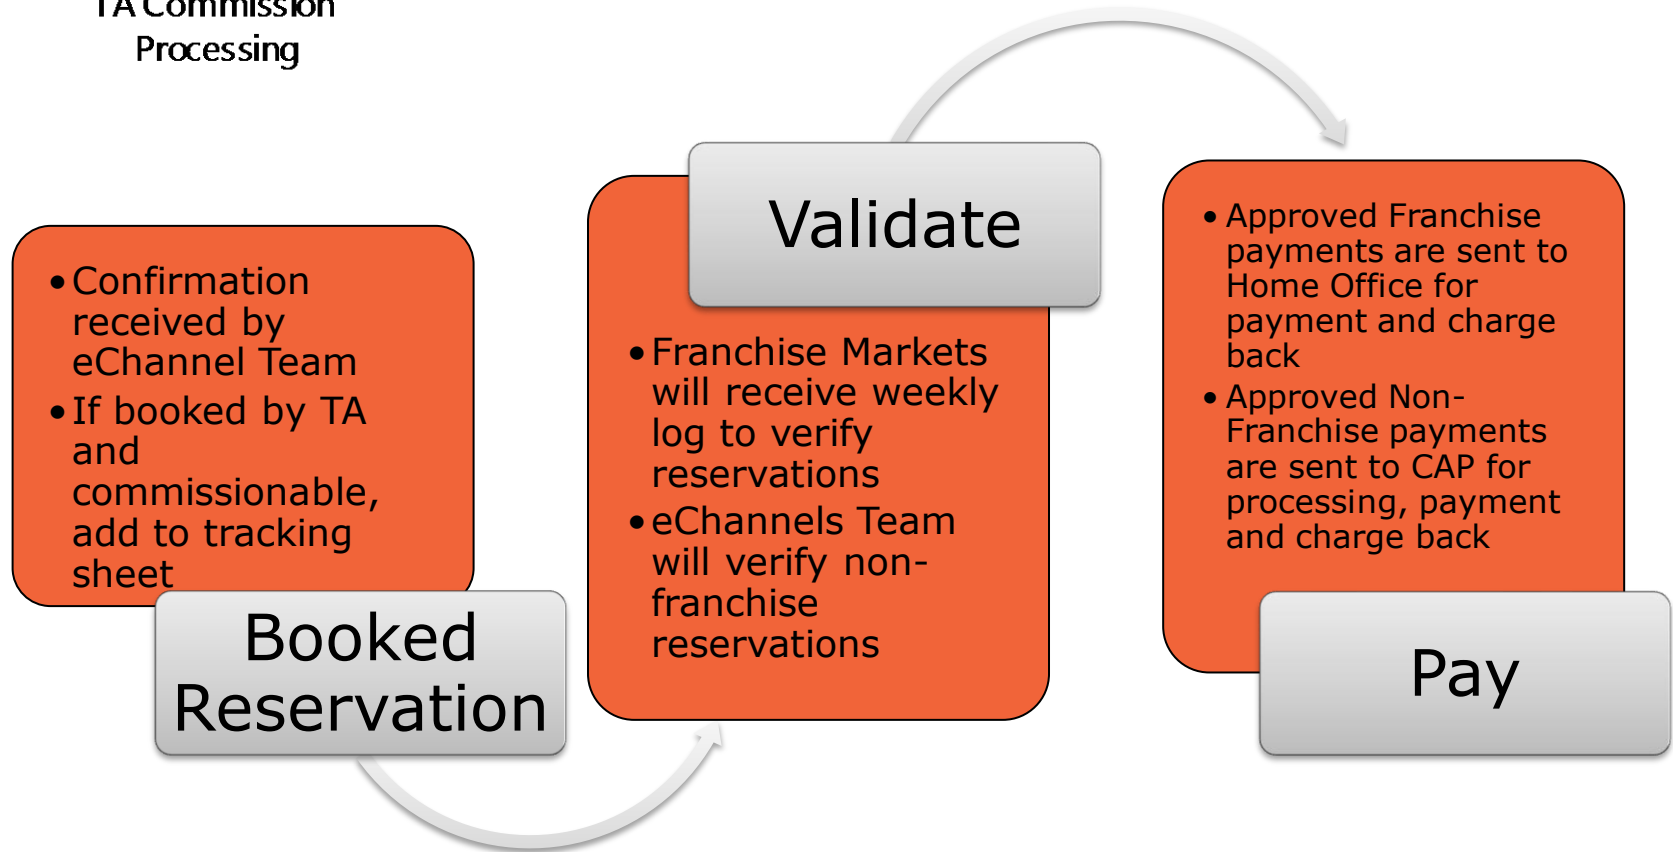 TA Commission
Processing
• Confirmation
received by
eChannel Team
• If booked by TA
and
commissionable,
add to tracking
sheet
Booked
Reservation
Validate
• Franchise Markets
will receive weekly
log to verify
reservations
• eChannels Team
will verify non-
franchise
reservations
• Approved Franchise
payments are sent to
Home Office for
payment and charge
back
• Approved Non-
Franchise payments
are sent to CAP for
processing, payment
and charge back
Pay